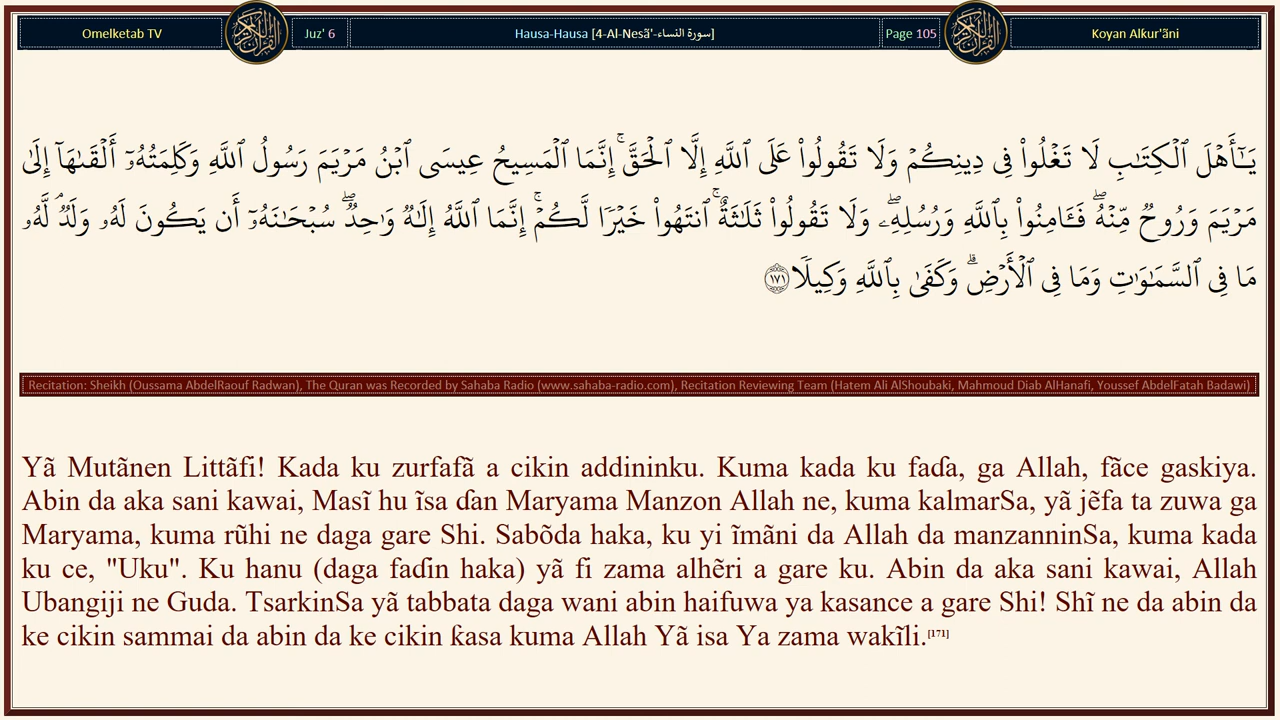 Omelketab TV
Juz' 6
Hausa-Hausa [4-Al-Nesã'-سورة النساء]
Page 105
Koyan Alƙur'ãni
يَـٰٓأَهۡلَ ٱلۡكِتَـٰبِ لَا تَغۡلُواْ فِي دِينِكُمۡ وَلَا تَقُولُواْ عَلَى ٱللَّهِ إِلَّا ٱلۡحَقَّۚ إِنَّمَا ٱلۡمَسِيحُ عِيسَى ٱبۡنُ مَرۡيَمَ رَسُولُ ٱللَّهِ وَكَلِمَتُهُۥٓ أَلۡقَىٰهَآ إِلَىٰ
مَرۡيَمَ وَرُوحٞ مِّنۡهُۖ فَـَٔامِنُواْ بِٱللَّهِ وَرُسُلِهِۦۖ وَلَا تَقُولُواْ ثَلَٰثَةٌۚ ٱنتَهُواْ خَيۡرٗا لَّكُمۡۚ إِنَّمَا ٱللَّهُ إِلَٰهٞ وَٰحِدٞۖ سُبۡحَٰنَهُۥٓ أَن يَكُونَ لَهُۥ وَلَدٞۘ لَّهُۥ
مَا فِي ٱلسَّمَٰوَٰتِ وَمَا فِي ٱلۡأَرۡضِۗ وَكَفَىٰ بِٱللَّهِ وَكِيلٗا ١٧١
Recitation: Sheikh (Oussama AbdelRaouf Radwan), The Quran was Recorded by Sahaba Radio (www.sahaba-radio.com), Recitation Reviewing Team (Hatem Ali AlShoubaki, Mahmoud Diab AlHanafi, Youssef AbdelFatah Badawi)
Yã Mutãnen Littãfi! Kada ku zurfafã a cikin addininku. Kuma kada ku faɗa, ga Allah, fãce gaskiya.
Abin da aka sani kawai, Masĩ hu ĩsa ɗan Maryama Manzon Allah ne, kuma kalmarSa, yã jẽfa ta zuwa ga
Maryama, kuma rũhi ne daga gare Shi. Sabõda haka, ku yi ĩmãni da Allah da manzanninSa, kuma kada
ku ce, "Uku". Ku hanu (daga faɗin haka) yã fi zama alhẽri a gare ku. Abin da aka sani kawai, Allah
Ubangiji ne Guda. TsarkinSa yã tabbata daga wani abin haifuwa ya kasance a gare Shi! Shĩ ne da abin da
ke cikin sammai da abin da ke cikin ƙasa kuma Allah Yã isa Ya zama wakĩli.[171]